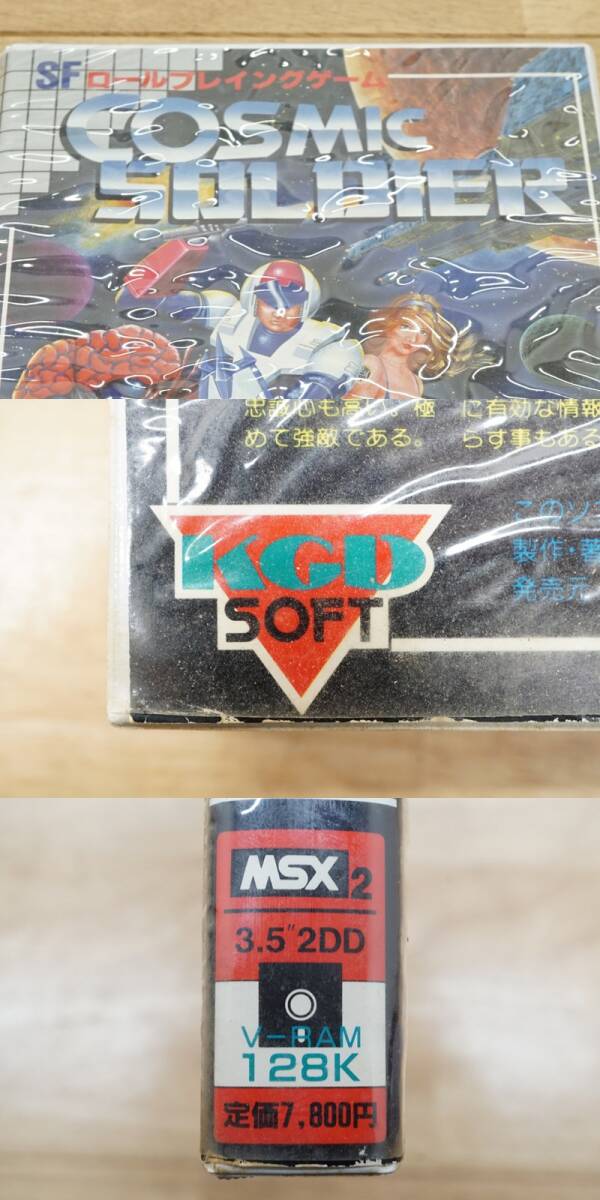 SF ロールプレイングゲーム
COSMIC
SOLDIER
忠誠心も高い。極
めて強敵である。
に有効な情報
らす事もある
このソ
製作・著
発売元
KGD
SOFT
MSX2
3.5"2DD
V-RAM
128K
定価7,800円